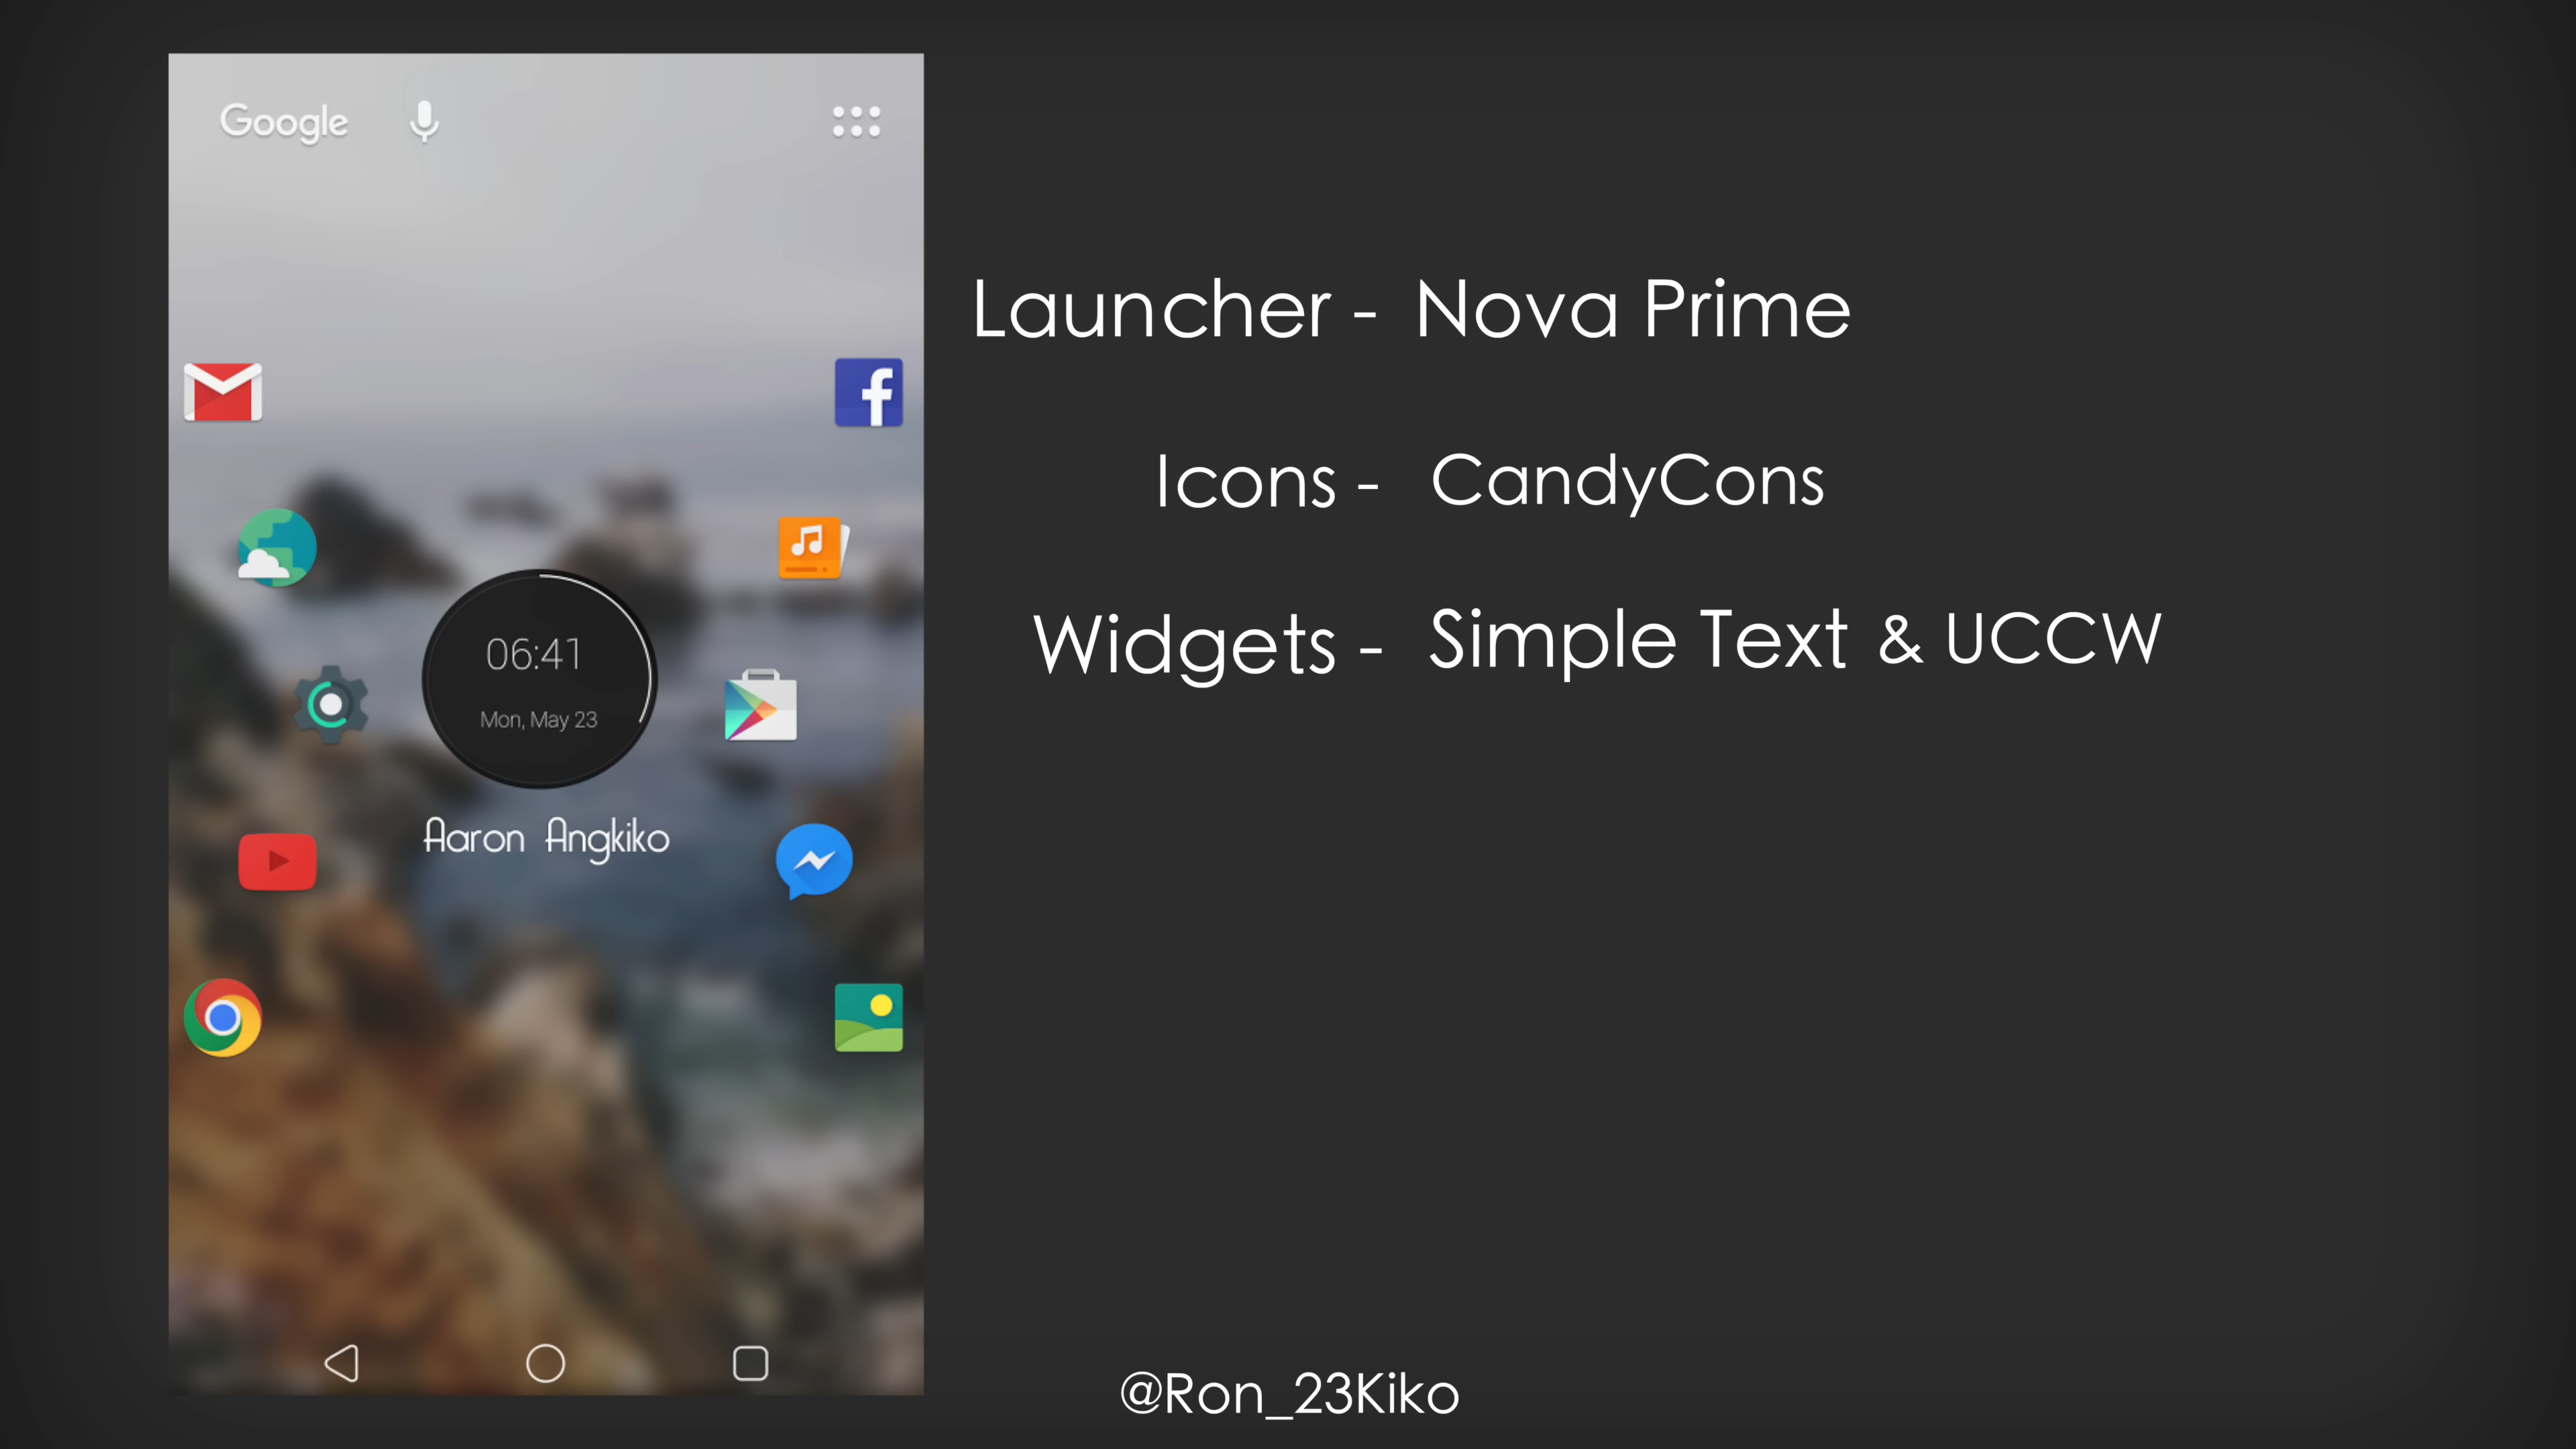 Google
06:41
Mon, May 23
Aaron Angkiko
Launcher - Nova Prime
Icons - CandyCons
Widgets - Simple Text & UCCW
@Ron_23Kiko